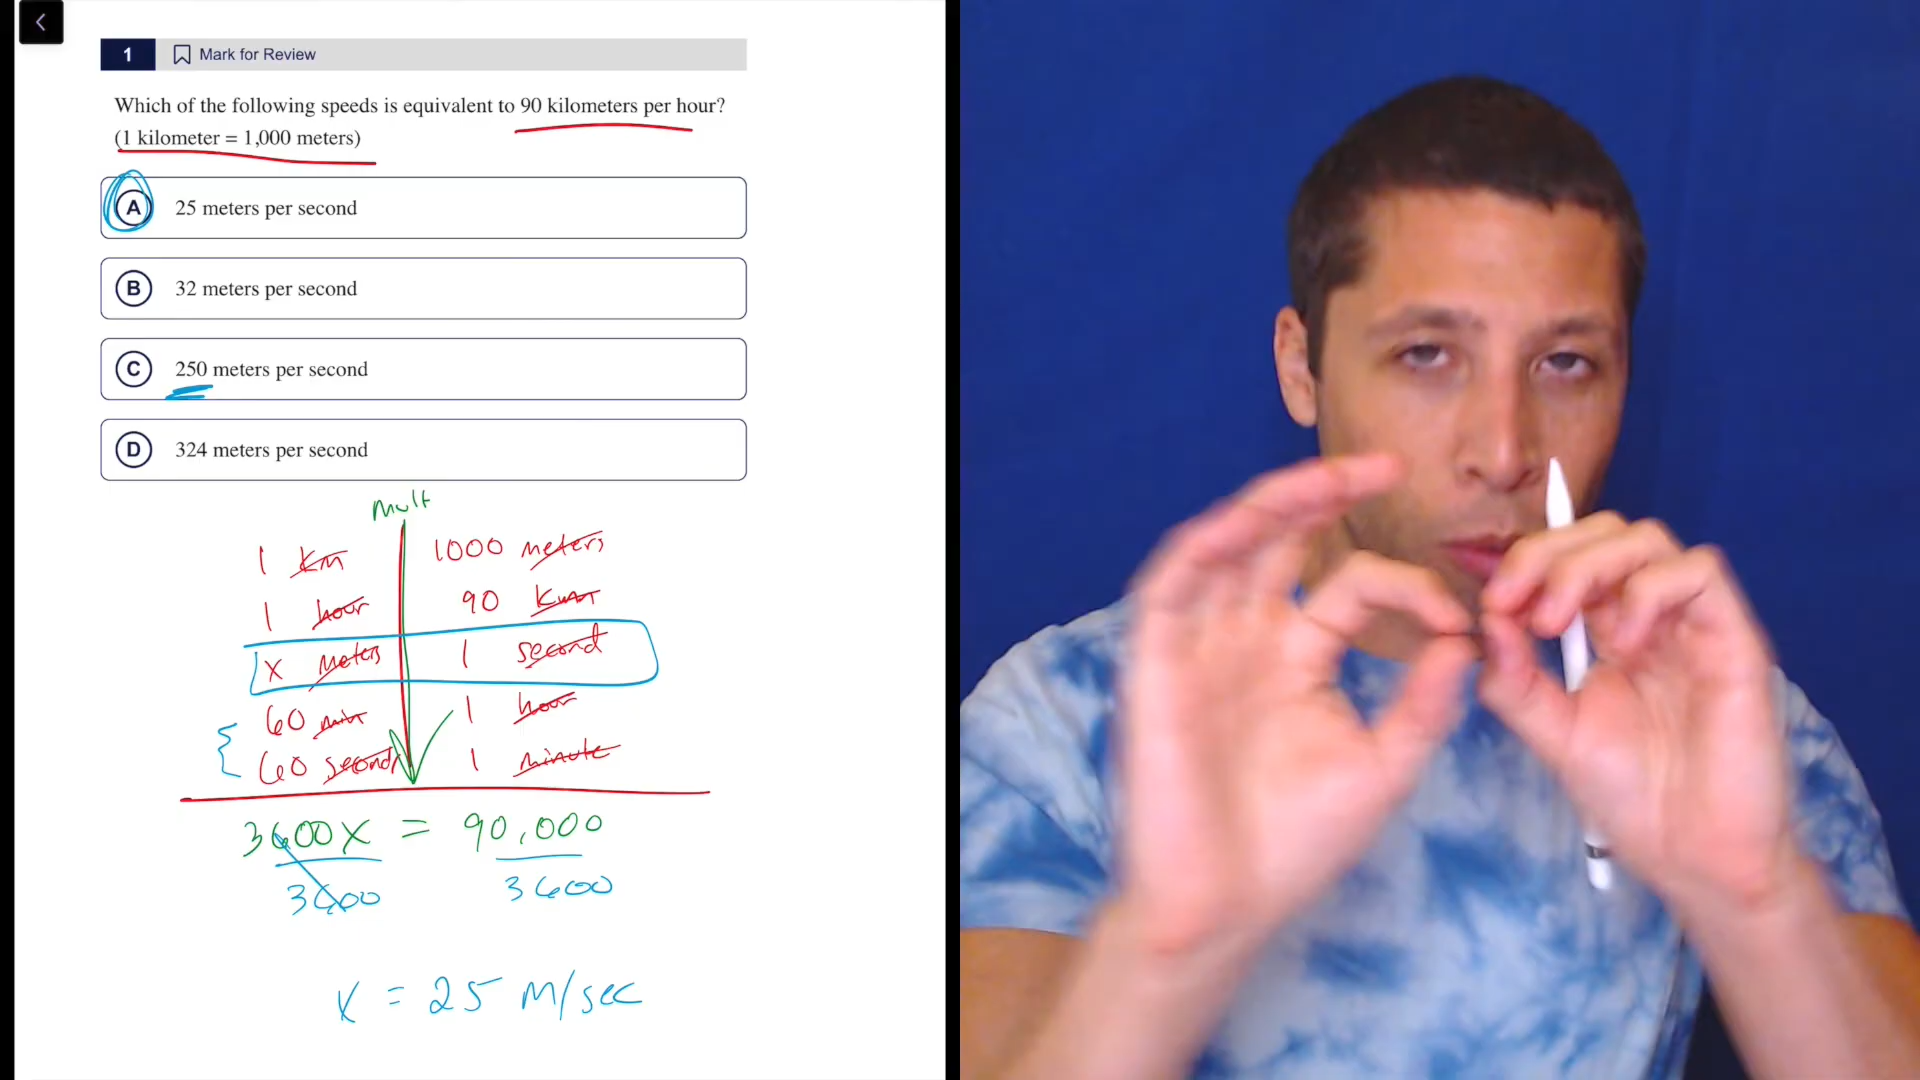 1 Mark for Review
Which of the following speeds is equivalent to 90 kilometers per hour?
(1 kilometer = 1,000 meters)
A 25 meters per second
B 32 meters per second
C 250 meters per second
D 324 meters per second
mult
1 km 1000 meters
1 hour 90 km
x meters 1 second
60 min 1 hour
60 second 1 minute
3600x = 90,000
3600 3600
x = 25 m/sec